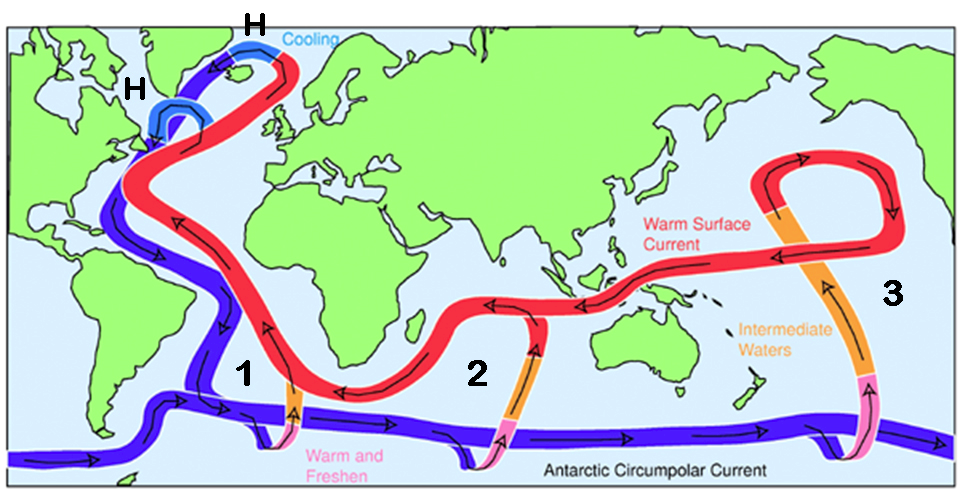 H
Cooling
H
Warm Surface
Current
3
Intermediate
Waters
1
2
Warm and
Freshen
Antarctic Circumpolar Current